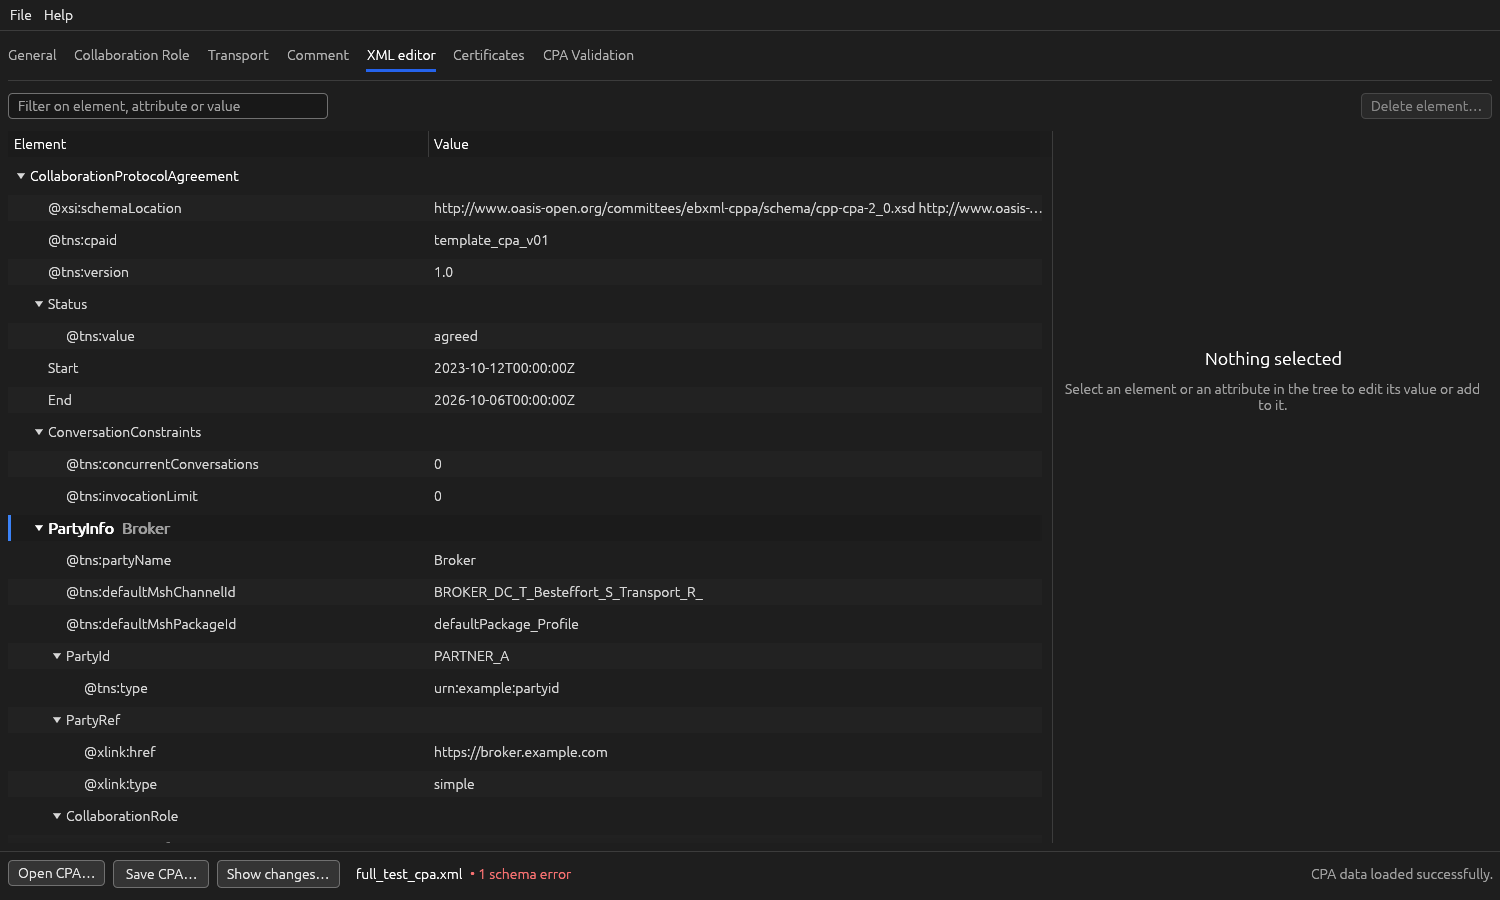 File Help
General Collaboration Role Transport Comment XML editor Certificates CPA Validation
Filter on element, attribute or value Delete element...
Element Value
CollaborationProtocolAgreement
@xsi:schemaLocation http://www.oasis-open.org/committees/ebxml-cppa/schema/cpp-cpa-2_0.xsd http://www.oasis-...
@tns:cpaid template_cpa_v01
@tns:version 1.0
Status
@tns:value agreed
Start 2023-10-12T00:00:00Z
End 2026-10-06T00:00:00Z
ConversationConstraints
@tns:concurrentConversations 0
@tns:invocationLimit 0
PartyInfo Broker
@tns:partyName Broker
@tns:defaultMshChannelId BROKER_DC_T_Besteffort_S_Transport_R_
@tns:defaultMshPackageId defaultPackage_Profile
PartyId PARTNER_A
@tns:type urn:example:partyid
PartyRef
@xlink:href https://broker.example.com
@xlink:type simple
CollaborationRole
Nothing selected
Select an element or an attribute in the tree to edit its value or add
to it.
Open CPA... Save CPA... Show changes... full_test_cpa.xml • 1 schema error CPA data loaded successfully.